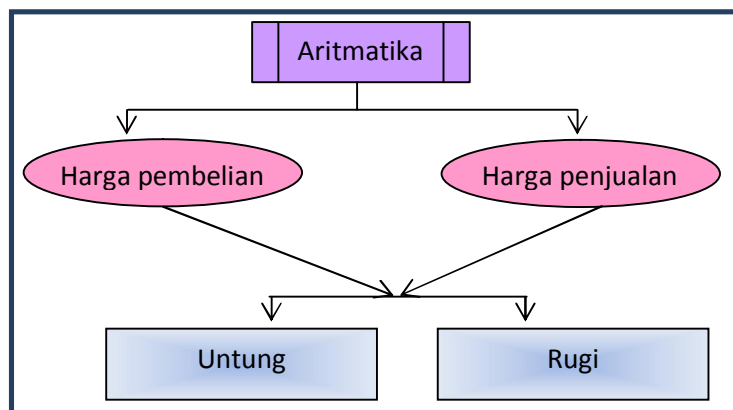 Aritmatika
Harga pembelian
Harga penjualan
Untung
Rugi